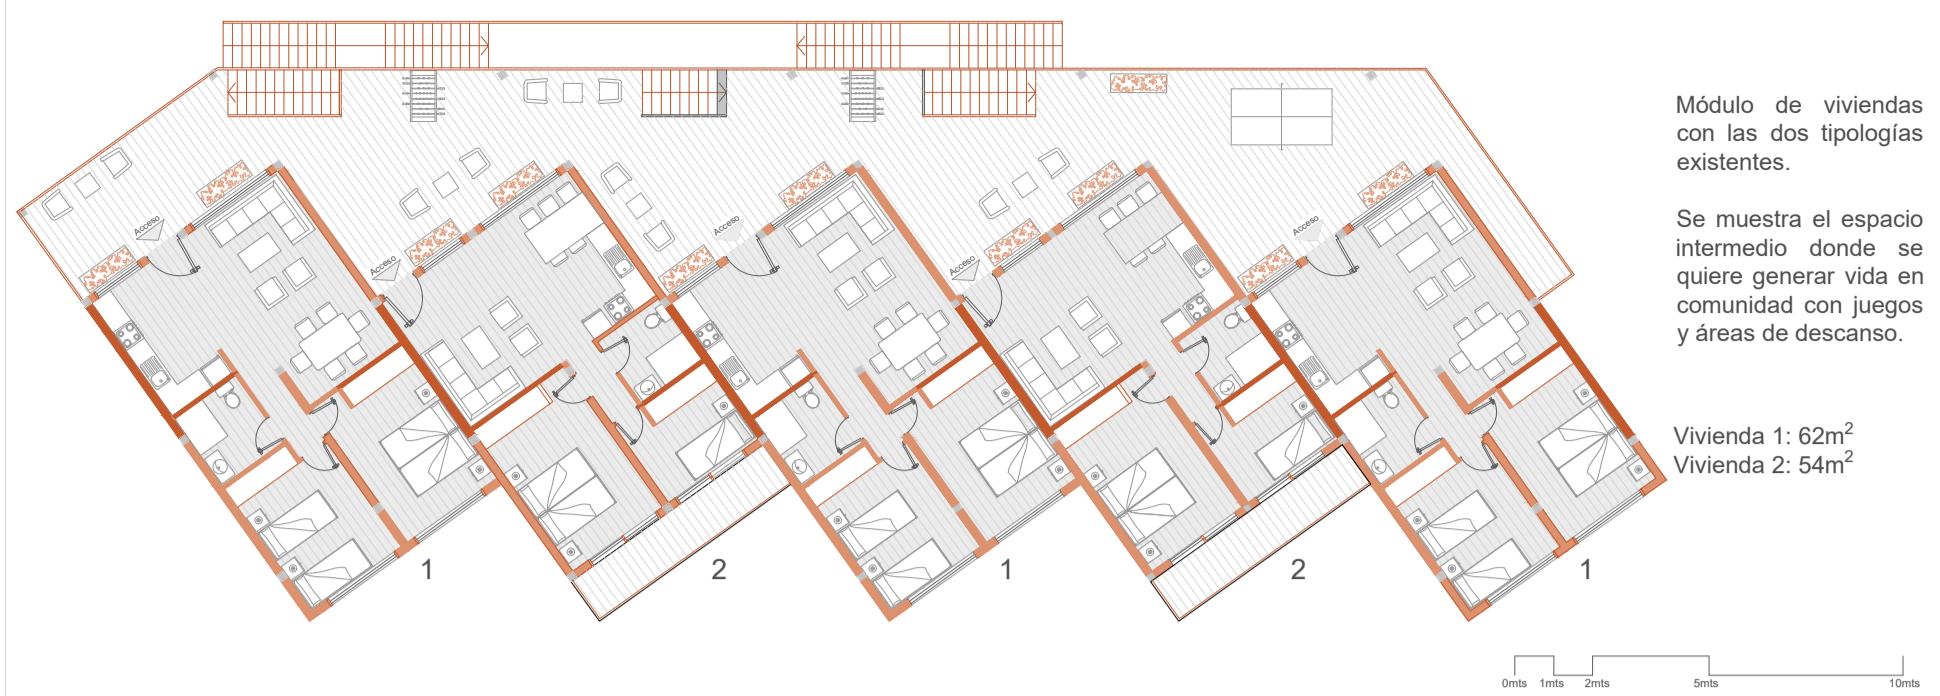 Módulo de viviendas
con las dos tipologías
existentes.
Se muestra el espacio
intermedio donde se
quiere generar vida en
comunidad con juegos
y áreas de descanso.
Vivienda 1: 62m²
Vivienda 2: 54m²
Acceso
Acceso
Acceso
Acceso
Acceso
1
2
1
2
1
0mts 1mts 2mts 5mts 10mts